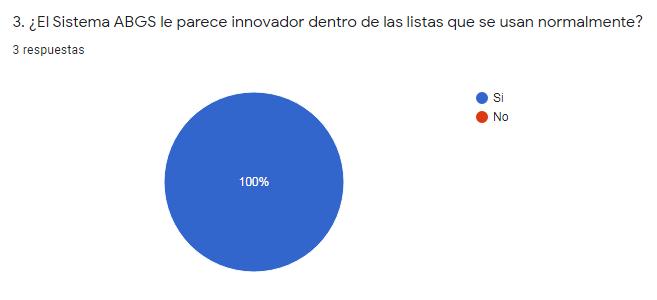 3. ¿El Sistema ABGS le parece innovador dentro de las listas que se usan normalmente?
3 respuestas
Si
No
100%